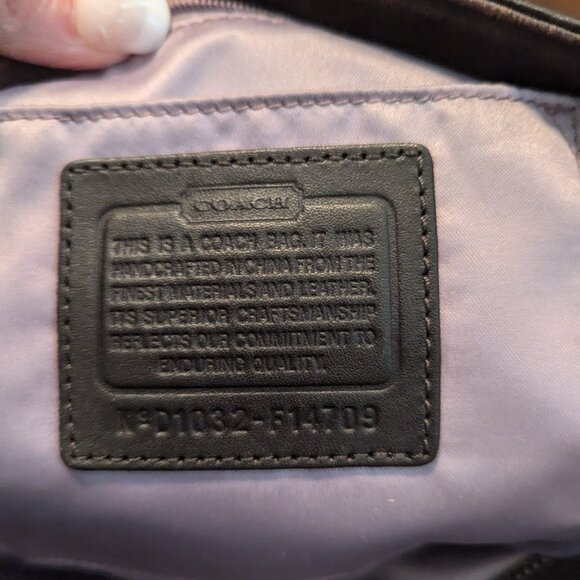 COACH
THIS IS A COACH BAG. IT WAS
HANDCRAFTED IN CHINA FROM THE
FINEST MATERIALS AND LEATHER.
ITS SUPERIOR CRAFTSMANSHIP
REFLECTS OUR COMMITMENT TO
ENDURING QUALITY.
Nº D1032-F14709